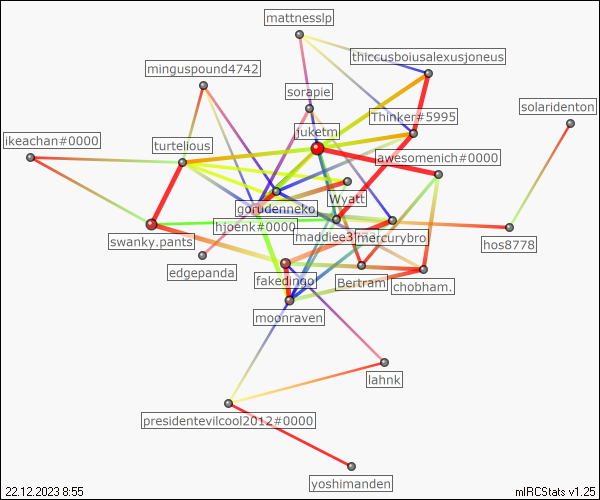 mattnesslp
thiccusboiusalexusjoneus
minguspound4742
sorapie
solaridenton
Thinker#5995
juketm
ikeachan#0000
turtelious
awesomenich#0000
Wyatt
gorudenneko
hjoenk#0000
maddiee3
mercurybro
swanky.pants
hos8778
edgepanda
fakedingo
Bertram
chobham.
moonraven
lahnk
presidentevilcool2012#0000
yoshimanden
22.12.2023 8:55
mIRCStats v1.25